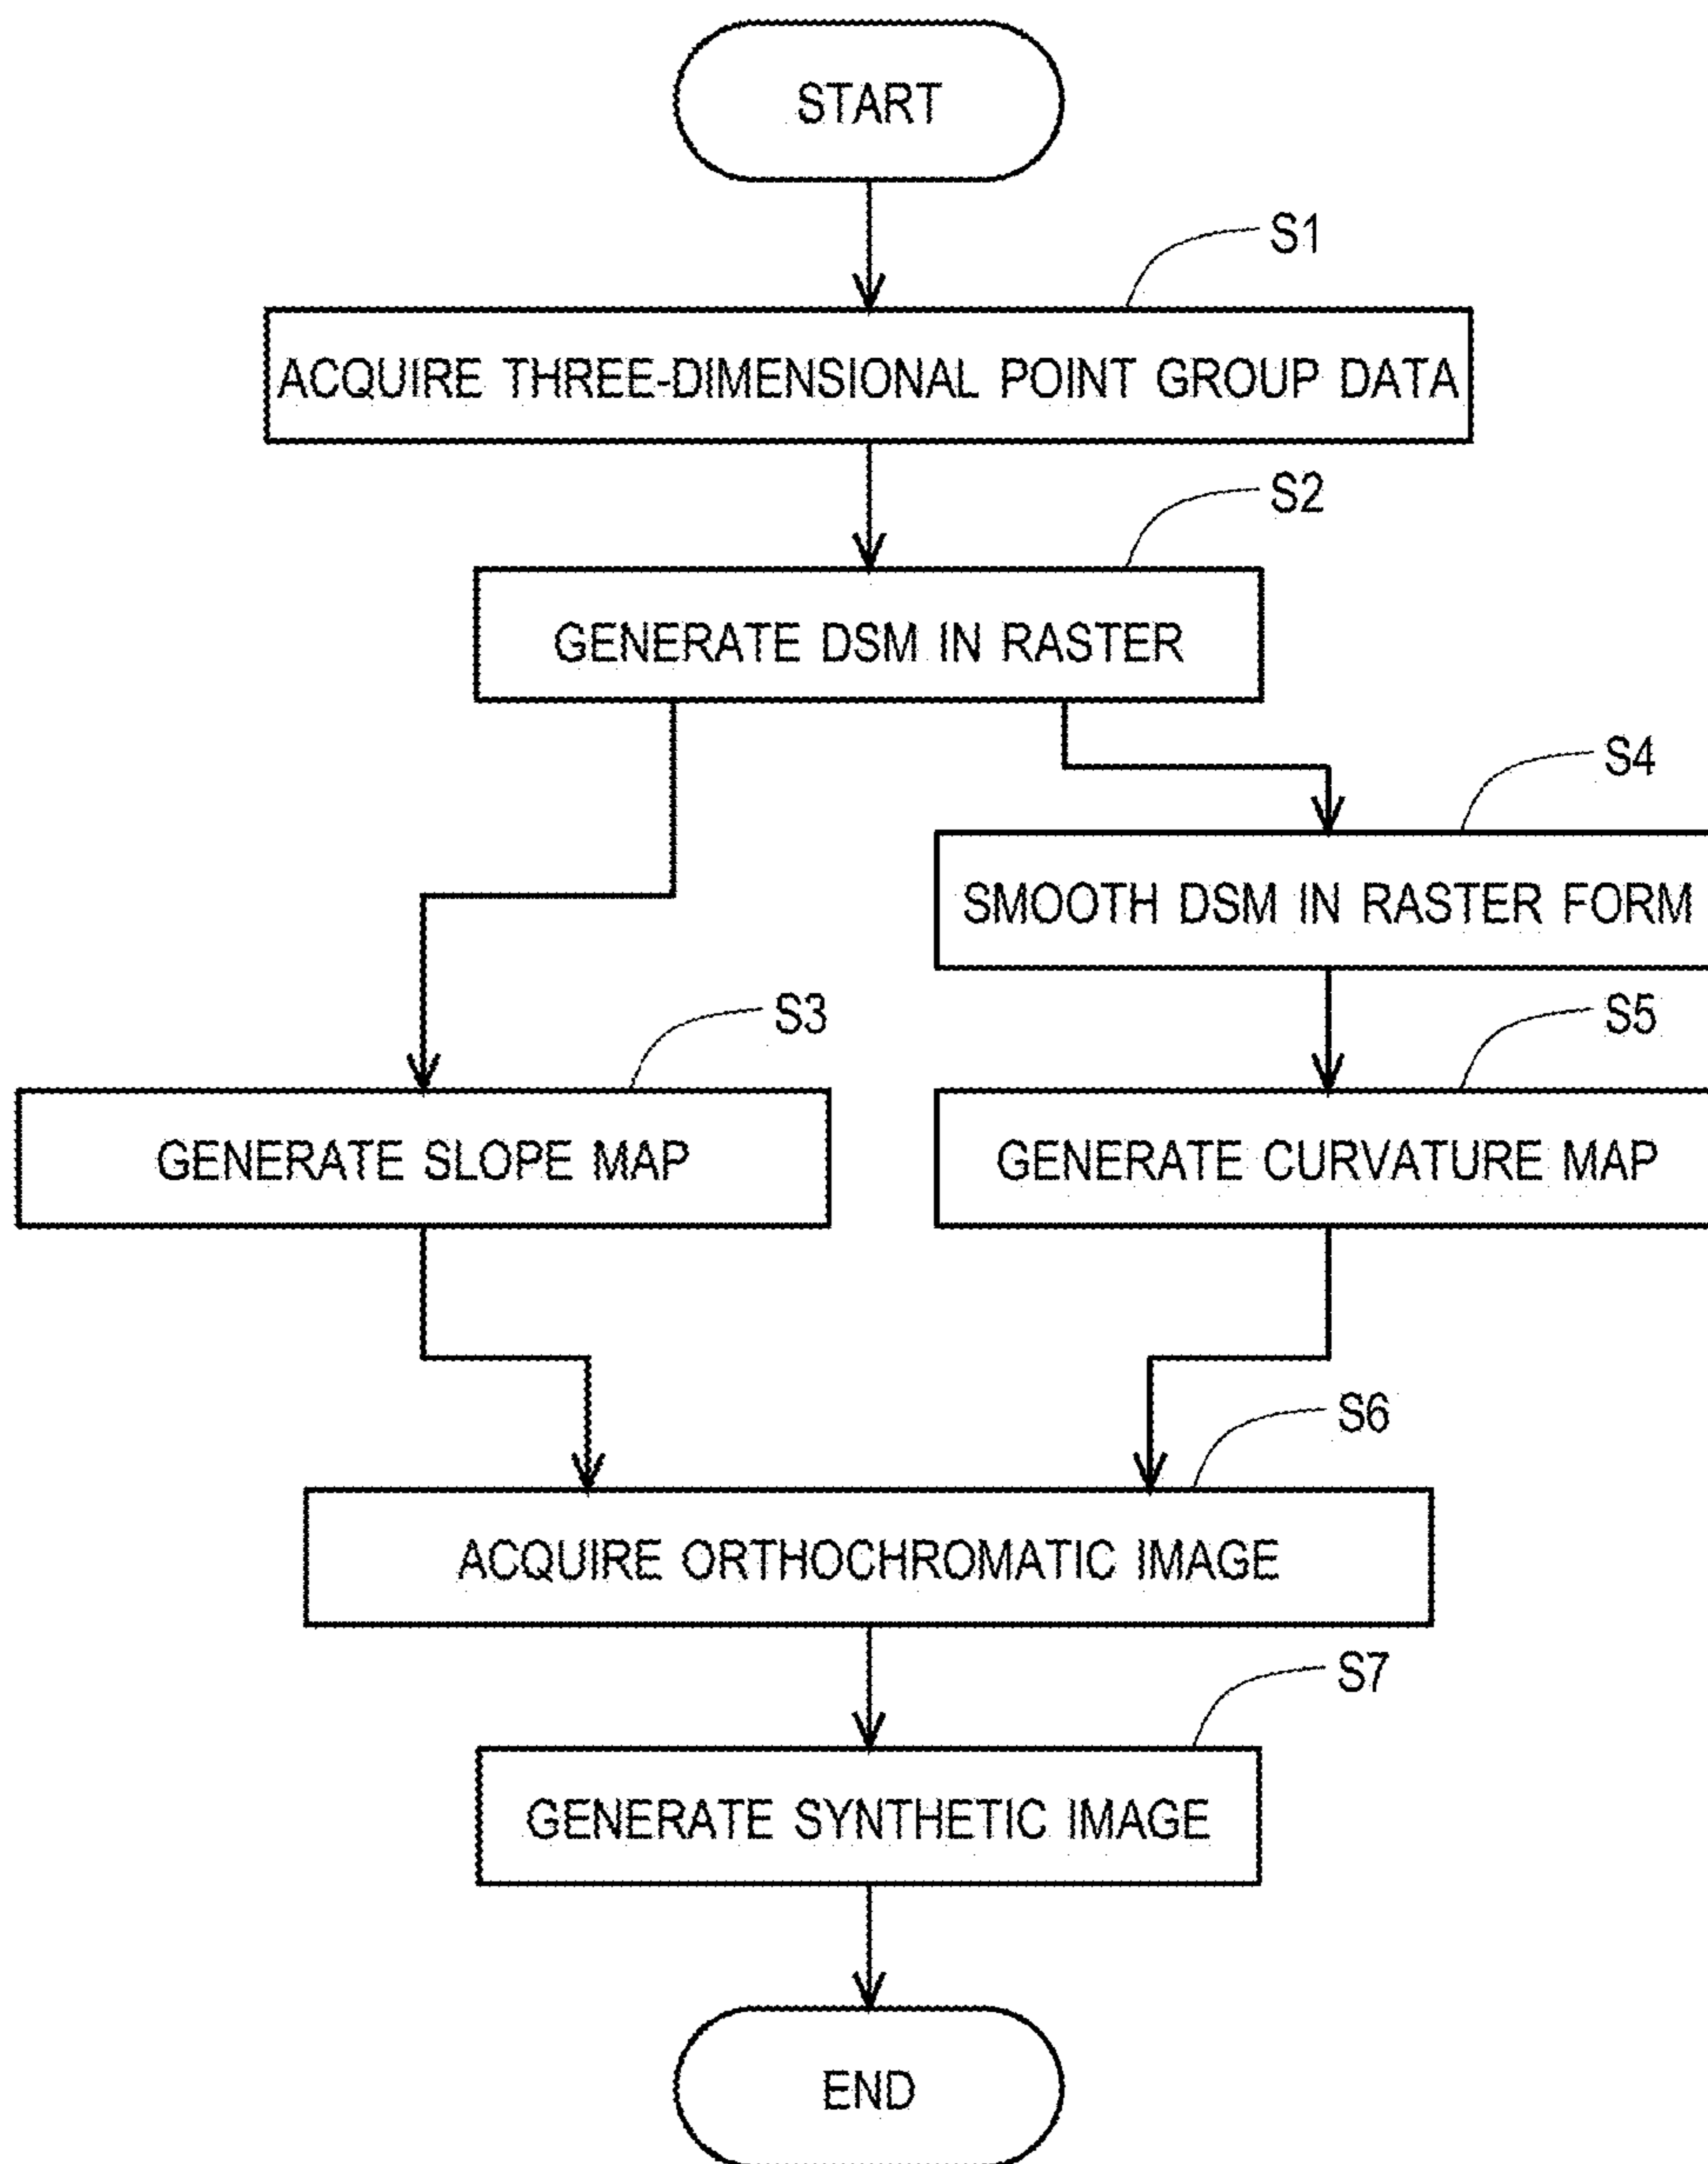 START
S1
ACQUIRE THREE-DIMENSIONAL POINT GROUP DATA
S2
GENERATE DSM IN RASTER
S4
SMOOTH DSM IN RASTER FORM
S3
GENERATE SLOPE MAP
S5
GENERATE CURVATURE MAP
S6
ACQUIRE ORTHOCHROMATIC IMAGE
S7
GENERATE SYNTHETIC IMAGE
END